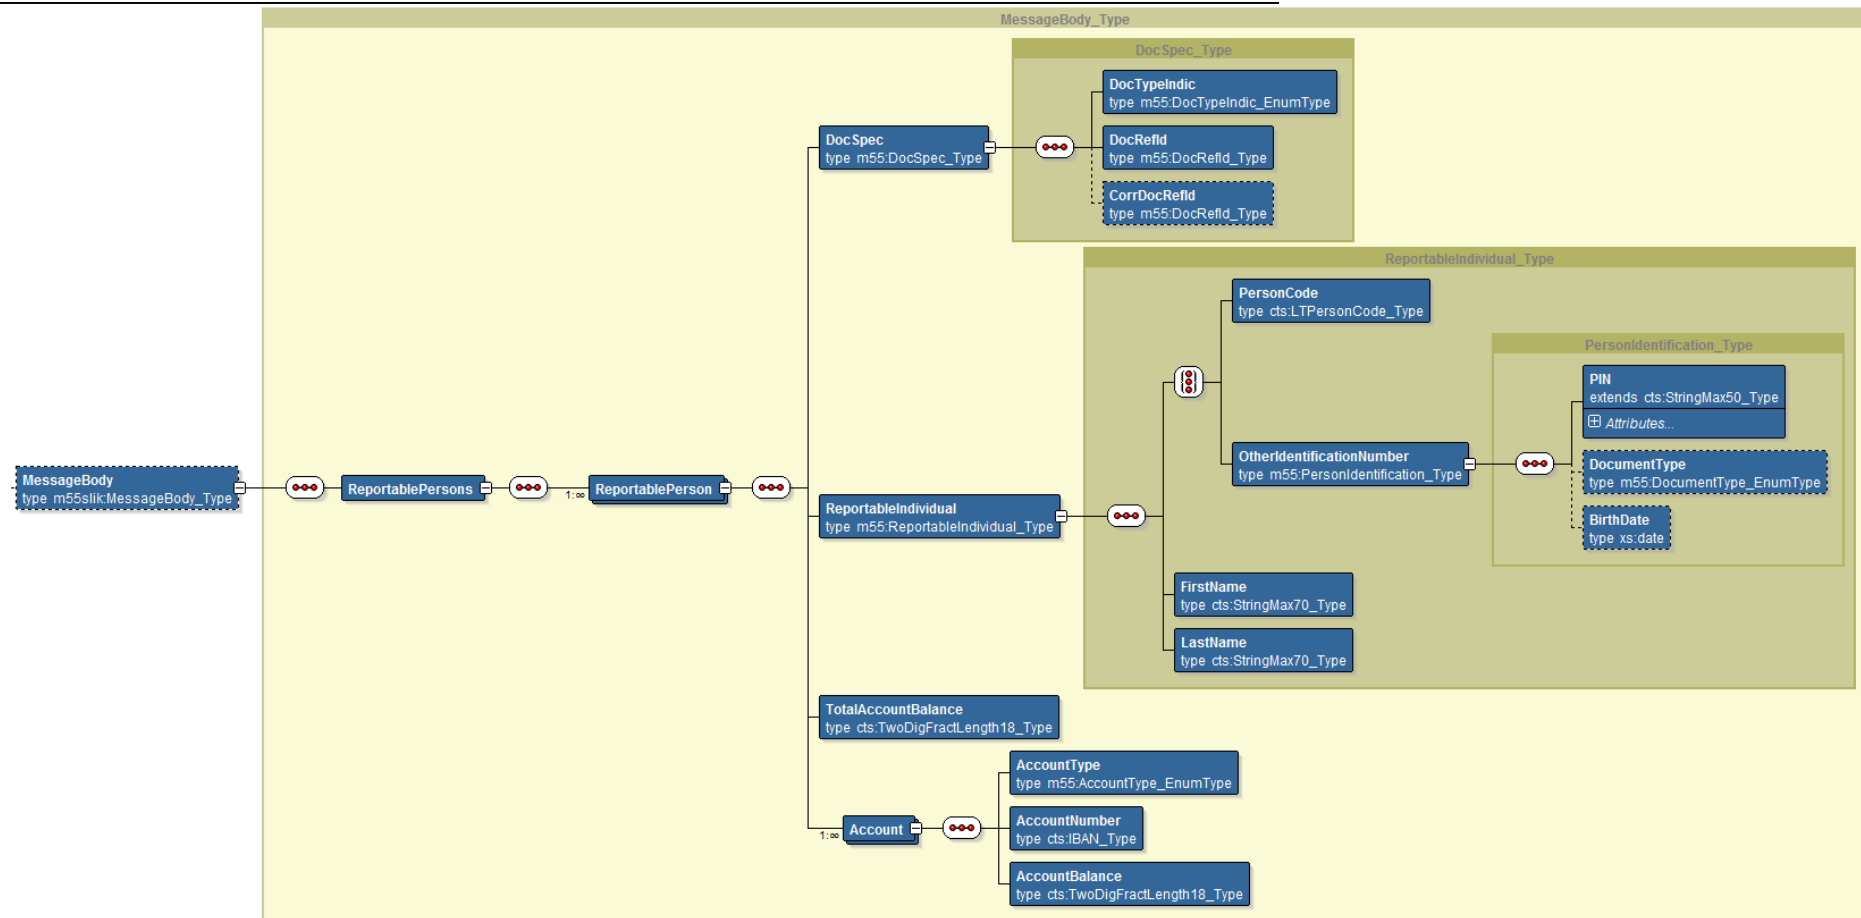 MessageBody_Type
DocSpec_Type
DocTypeIndic
type m55:DocTypeIndic_EnumType
DocSpec
type m55:DocSpec_Type
DocRefId
type m55:DocRefId_Type
CorrDocRefId
type m55:DocRefId_Type
ReportableIndividual_Type
PersonCode
type cts:LTPersonCode_Type
PersonIdentification_Type
PIN
extends cts:StringMax50_Type
Attributes...
OtherIdentificationNumber
type m55:PersonIdentification_Type
DocumentType
type m55:DocumentType_EnumType
BirthDate
type xs:date
MessageBody
type m55slik:MessageBody_Type
ReportablePersons
1:∞
ReportablePerson
ReportableIndividual
type m55:ReportableIndividual_Type
FirstName
type cts:StringMax70_Type
LastName
type cts:StringMax70_Type
TotalAccountBalance
type cts:TwoDigFractLength18_Type
AccountType
type m55:AccountType_EnumType
1:∞
Account
AccountNumber
type cts:IBAN_Type
AccountBalance
type cts:TwoDigFractLength18_Type